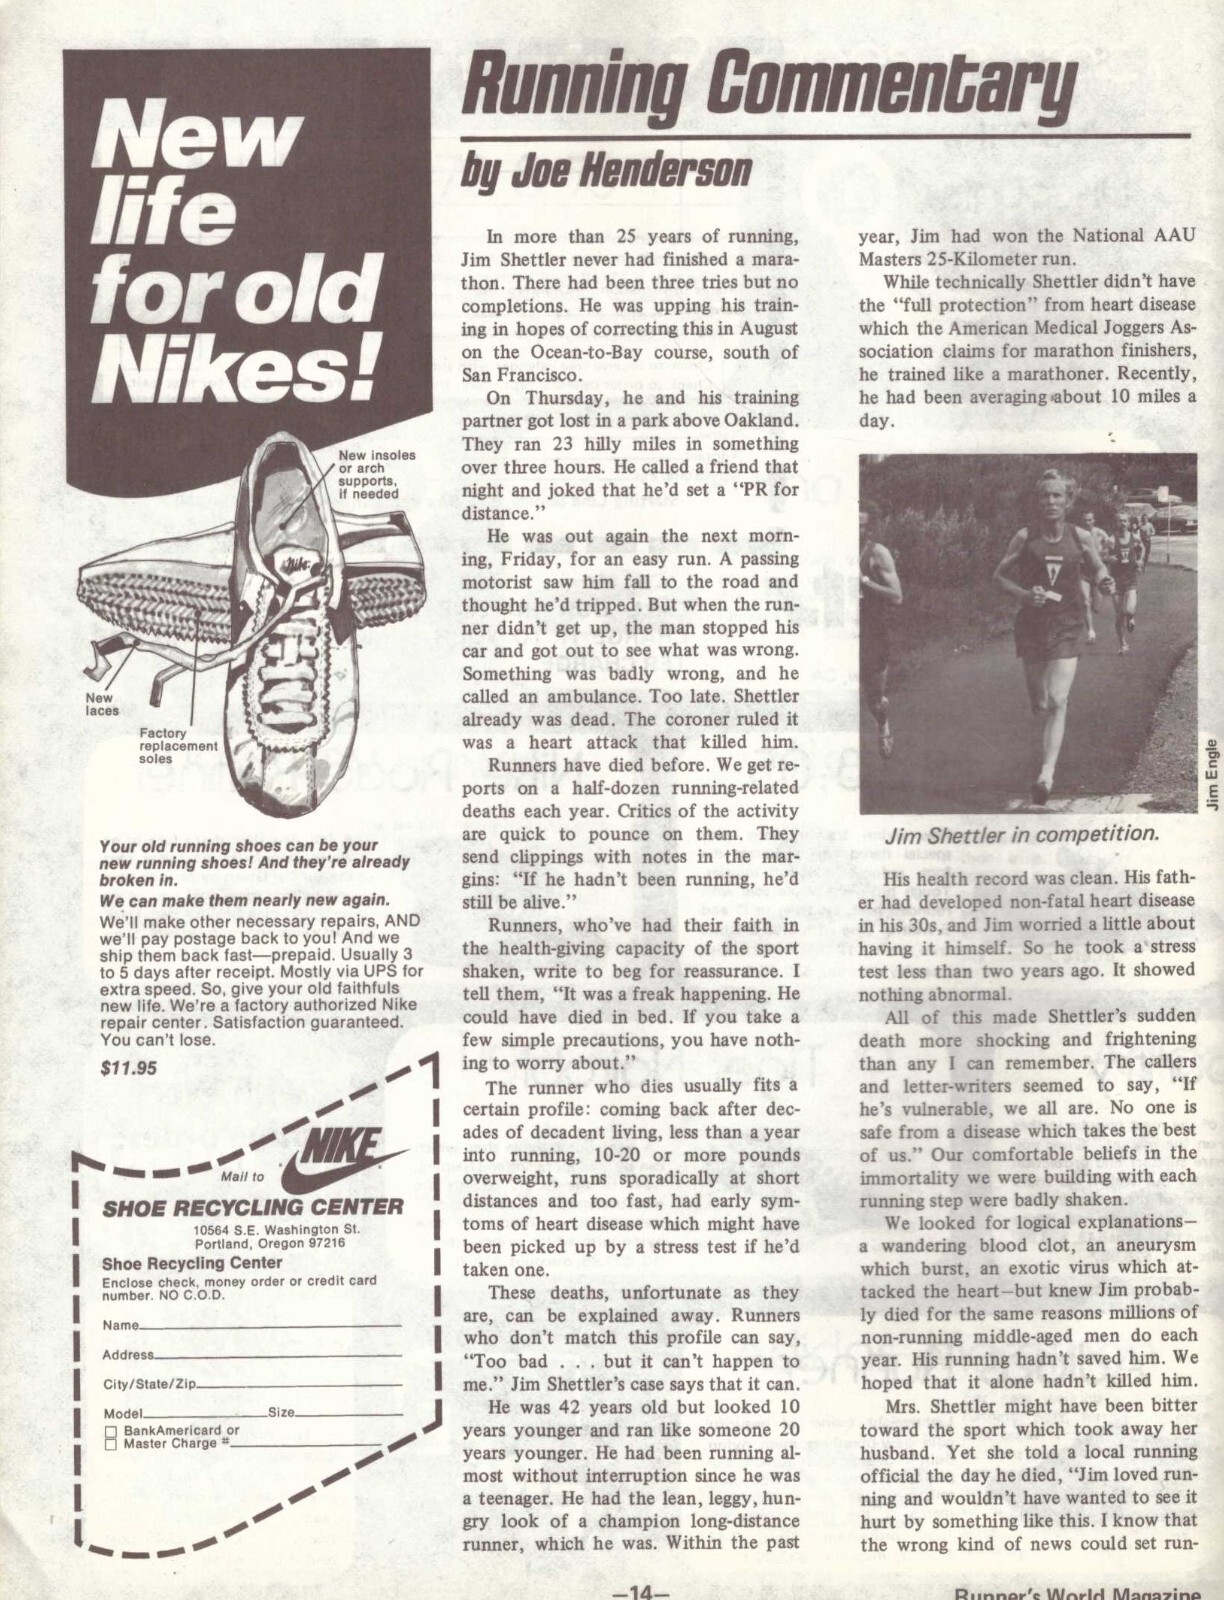 New
life
for old
Nikes!
New insoles
or arch
supports,
if needed
Nike
New
laces
Factory
replacement
soles
Your old running shoes can be your
new running shoes! And they're already
broken in.
We can make them nearly new again.
We'll make other necessary repairs, AND
we'll pay postage back to you! And we
ship them back fast—prepaid. Usually 3
to 5 days after receipt. Mostly via UPS for
extra speed. So, give your old faithfuls
new life. We're a factory authorized Nike
repair center. Satisfaction guaranteed.
You can't lose.
$11.95
NIKE
Mail to
SHOE RECYCLING CENTER
10564 S.E. Washington St.
Portland, Oregon 97216
Shoe Recycling Center
Enclose check, money order or credit card
number. NO C.O.D.
Name
Address
City/State/Zip
Model Size
BankAmericard or
Master Charge #
Running Commentary
by Joe Henderson
In more than 25 years of running,
Jim Shettler never had finished a mara-
thon. There had been three tries but no
completions. He was upping his train-
ing in hopes of correcting this in August
on the Ocean-to-Bay course, south of
San Francisco.
On Thursday, he and his training
partner got lost in a park above Oakland.
They ran 23 hilly miles in something
over three hours. He called a friend that
night and joked that he'd set a "PR for
distance."
He was out again the next morn-
ing, Friday, for an easy run. A passing
motorist saw him fall to the road and
thought he'd tripped. But when the run-
ner didn't get up, the man stopped his
car and got out to see what was wrong.
Something was badly wrong, and he
called an ambulance. Too late. Shettler
already was dead. The coroner ruled it
was a heart attack that killed him.
Runners have died before. We get re-
ports on a half-dozen running-related
deaths each year. Critics of the activity
are quick to pounce on them. They
send clippings with notes in the mar-
gins: "If he hadn't been running, he'd
still be alive."
Runners, who've had their faith in
the health-giving capacity of the sport
shaken, write to beg for reassurance. I
tell them, "It was a freak happening. He
could have died in bed. If you take a
few simple precautions, you have noth-
ing to worry about."
The runner who dies usually fits a
certain profile: coming back after dec-
ades of decadent living, less than a year
into running, 10-20 or more pounds
overweight, runs sporadically at short
distances and too fast, had early symp-
toms of heart disease which might have
been picked up by a stress test if he'd
taken one.
These deaths, unfortunate as they
are, can be explained away. Runners
who don't match this profile can say,
"Too bad . . . but it can't happen to
me." Jim Shettler's case says that it can.
He was 42 years old but looked 10
years younger and ran like someone 20
years younger. He had been running al-
most without interruption since he was
a teenager. He had the lean, leggy, hun-
gry look of a champion long-distance
runner, which he was. Within the past
year, Jim had won the National AAU
Masters 25-Kilometer run.
While technically Shettler didn't have
the "full protection" from heart disease
which the American Medical Joggers As-
sociation claims for marathon finishers,
he trained like a marathoner. Recently,
he had been averaging about 10 miles a
day.
Jim Engle
Jim Shettler in competition.
His health record was clean. His fath-
er had developed non-fatal heart disease
in his 30s, and Jim worried a little about
having it himself. So he took a stress
test less than two years ago. It showed
nothing abnormal.
All of this made Shettler's sudden
death more shocking and frightening
than any I can remember. The callers
and letter-writers seemed to say, "If
he's vulnerable, we all are. No one is
safe from a disease which takes the best
of us." Our comfortable beliefs in the
immortality we were building with each
running step were badly shaken.
We looked for logical explanations—
a wandering blood clot, an aneurysm
which burst, an exotic virus which at-
tacked the heart—but knew Jim probab-
ly died for the same reasons millions of
non-running middle-aged men do each
year. His running hadn't saved him. We
hoped that it alone hadn't killed him.
Mrs. Shettler might have been bitter
toward the sport which took away her
husband. Yet she told a local running
official the day he died, "Jim loved run-
ning and wouldn't have wanted to see it
hurt by something like this. I know that
the wrong kind of news could set run-
—14—
Runner's World Magazine